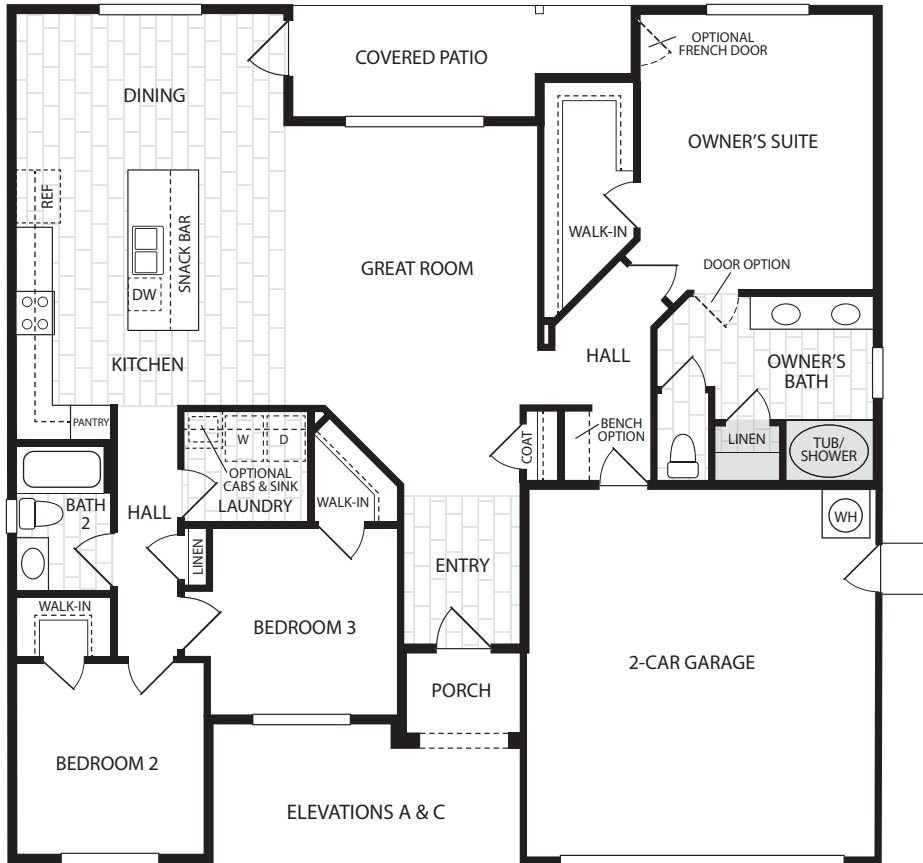 COVERED PATIO
OPTIONAL
FRENCH DOOR
DINING
OWNER'S SUITE
REF
SNACK BAR
WALK-IN
DW
GREAT ROOM
DOOR OPTION
KITCHEN
HALL
OWNER'S
BATH
PANTRY
W
D
OPTIONAL
CABS & SINK
LAUNDRY
WALK-IN
COAT
BENCH
OPTION
LINEN
TUB/
SHOWER
BATH
2
HALL
WH
LINEN
ENTRY
WALK-IN
BEDROOM 3
2-CAR GARAGE
PORCH
BEDROOM 2
ELEVATIONS A & C